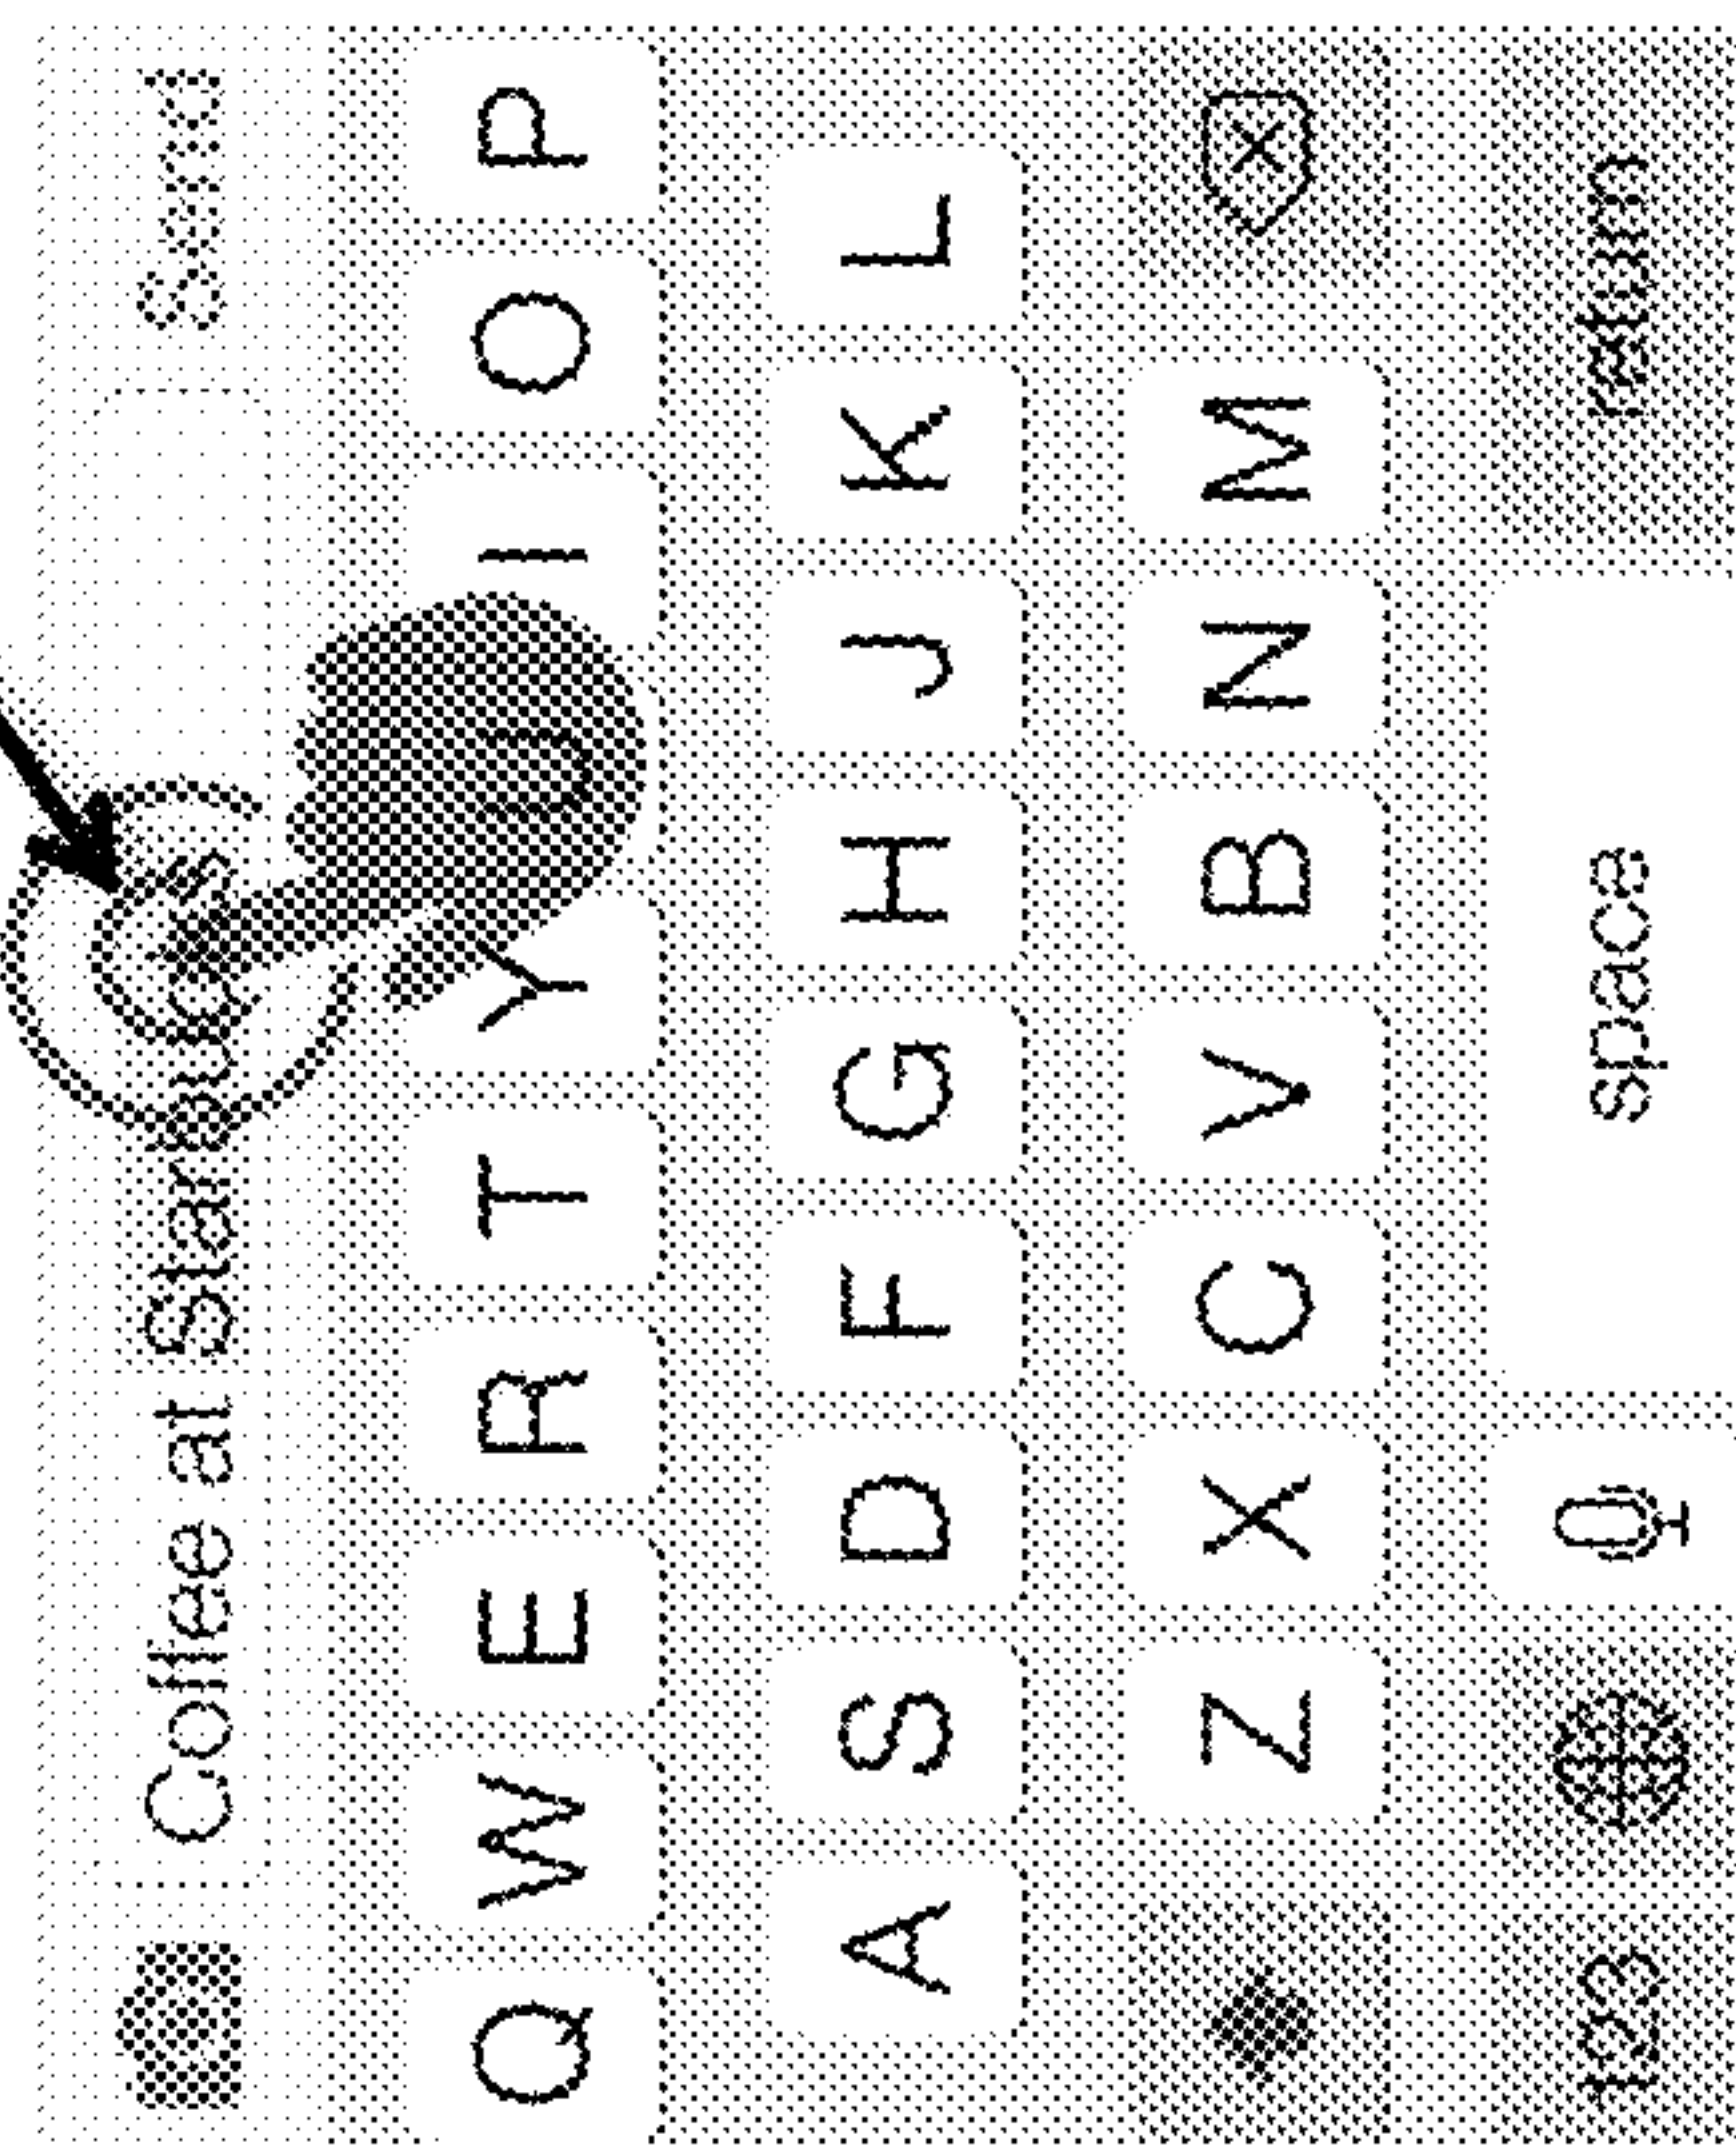 Coffee at Starbucks Send
Q W E R T Y U I O P
A S D F G H J K L
Z X C V B N M
123 space return